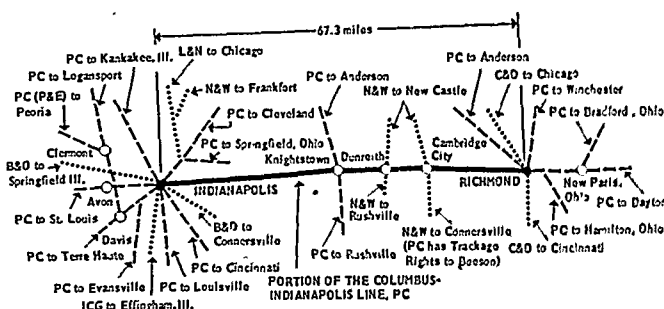 67.3 miles
PC to Kankakee, Ill.
L&N to Chicago
PC to Anderson
C&O to Chicago
PC to Logansport
N&W to Frankfort
PC to Anderson
N&W to New Castle
PC to Winchester
PC (P&E) to
Peoria
PC to Cleveland
PC to Bradford, Ohio
PC to Springfield, Ohio
Cambridge
City
Clermont
Knightstown
Dunreith
B&O to
Springfield Ill.
Avon
INDIANAPOLIS
RICHMOND
New Paris,
Ohio
PC to St. Louis
N&W to
Rushville
PC to Dayton
Davis
B&O to
Connersville
N&W to Connersville
(PC has Trackage
Rights to Beeson)
PC to Hamilton, Ohio
PC to Terre Haute
PC to Rushville
C&O to Cincinnati
PC to Cincinnati
PC to Evansville
PC to Louisville
PORTION OF THE COLUMBUS-
INDIANAPOLIS LINE, PC
ICG to Effingham, Ill.